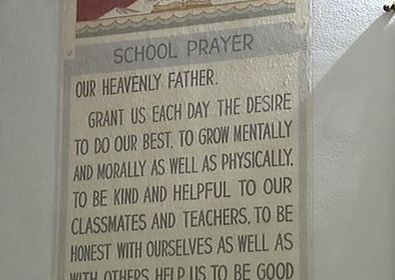 SCHOOL PRAYER
OUR HEAVENLY FATHER.
GRANT US EACH DAY THE DESIRE
TO DO OUR BEST, TO GROW MENTALLY
AND MORALLY AS WELL AS PHYSICALLY,
TO BE KIND AND HELPFUL TO OUR
CLASSMATES AND TEACHERS, TO BE
HONEST WITH OURSELVES AS WELL AS
WITH OTHERS HELP US TO BE GOOD